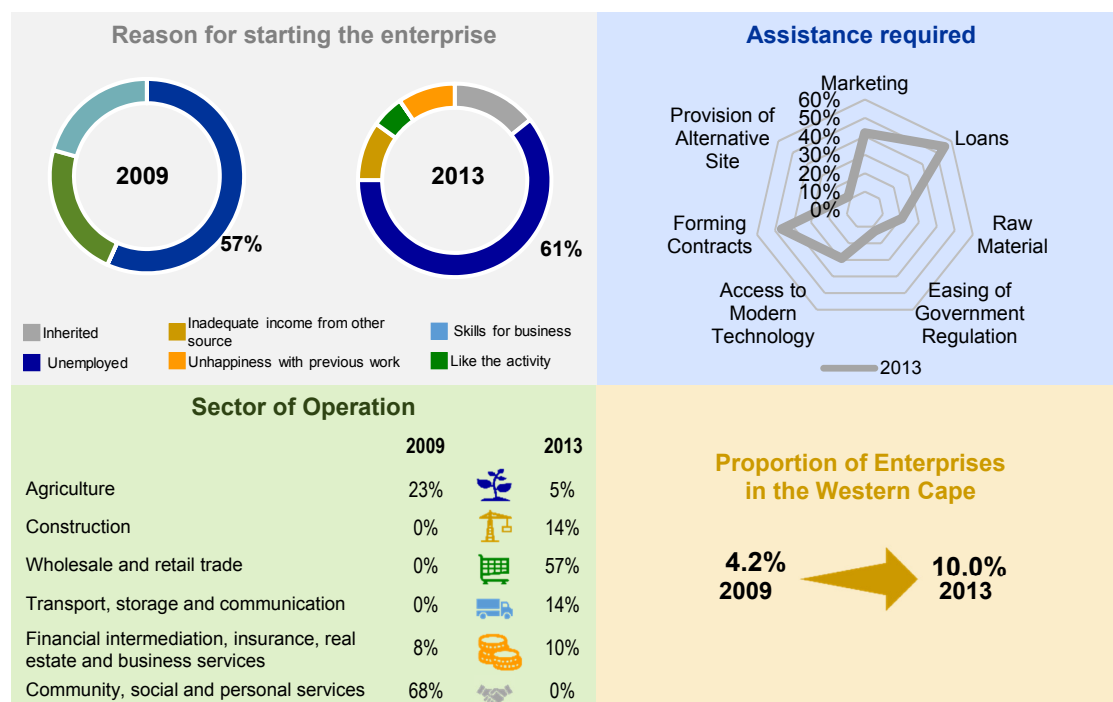 Reason for starting the enterprise
2009
57%
2013
61%
Inherited
Inadequate income from other
source
Skills for business
Unemployed
Unhappiness with previous work
Like the activity
Assistance required
Marketing
60%
50%
40%
30%
20%
10%
0%
Provision of
Alternative
Site
Loans
Forming
Contracts
Raw
Material
Access to
Modern
Technology
Easing of
Government
Regulation
2013
Sector of Operation
2009 2013
Agriculture 23% 5%
Construction 0% 14%
Wholesale and retail trade 0% 57%
Transport, storage and communication 0% 14%
Financial intermediation, insurance, real
estate and business services 8% 10%
Community, social and personal services 68% 0%
Proportion of Enterprises
in the Western Cape
4.2% 10.0%
2009 2013